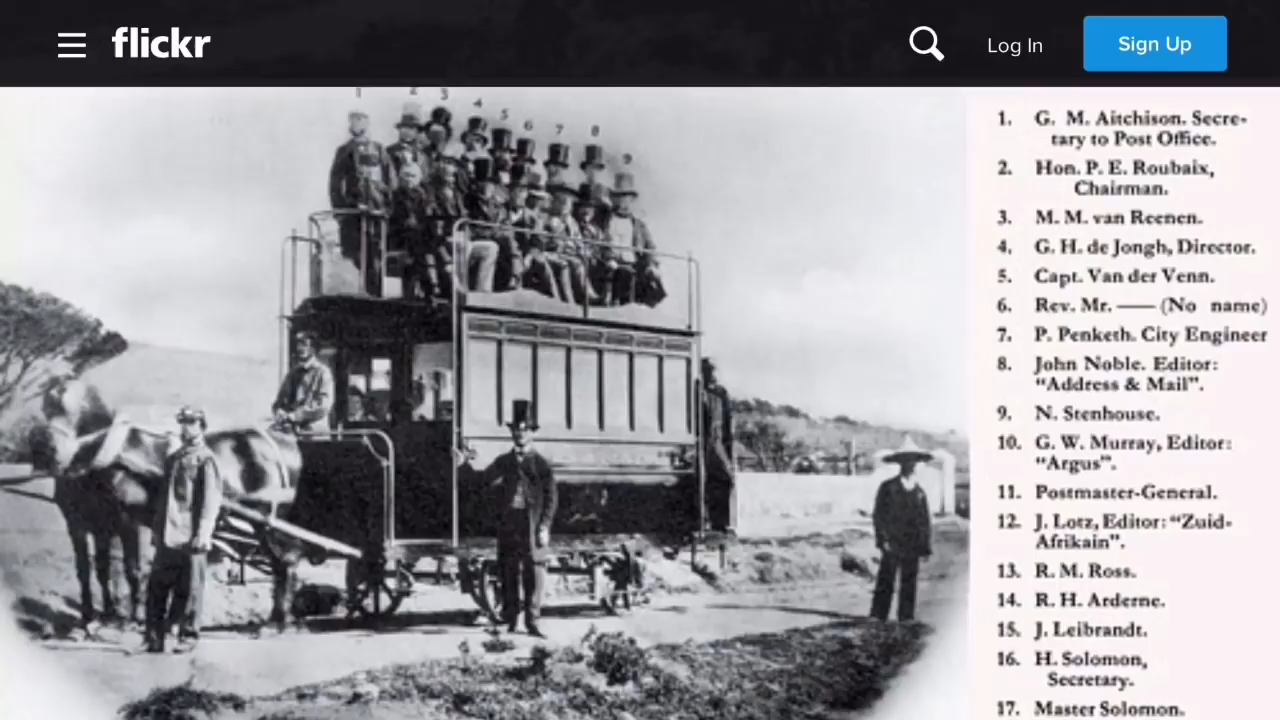 flickr
Log In
Sign Up
1
2
3
4
5
6
7
8
9
1. G. M. Aitchison. Secre-
tary to Post Office.
2. Hon. P. E. Roubaix,
Chairman.
3. M. M. van Reenen.
4. G. H. de Jongh, Director.
5. Capt. Van der Venn.
6. Rev. Mr. —— (No name)
7. P. Penketh. City Engineer
8. John Noble. Editor:
“Address & Mail”.
9. N. Stenhouse.
10. G. W. Murray, Editor:
“Argus”.
11. Postmaster-General.
12. J. Lotz, Editor: “Zuid-
Afrikain”.
13. R. M. Ross.
14. R. H. Arderne.
15. J. Leibrandt.
16. H. Solomon,
Secretary.
17. Master Solomon.